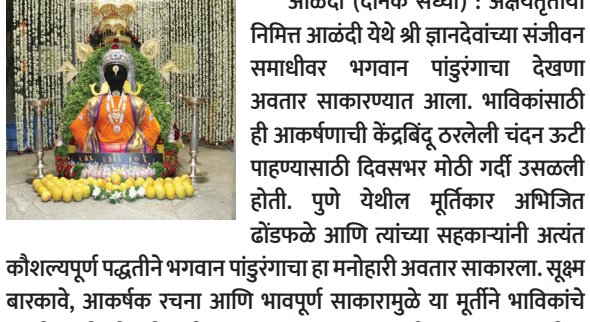 आळंदी (दैनिक संध्या) : अक्षयतृतीया
निमित्त आळंदी येथे श्री ज्ञानदेवांच्या संजीवन
समाधीवर भगवान पांडुरंगाचा देखणा
अवतार साकारण्यात आला. भाविकांसाठी
ही आकर्षणाची केंद्रबिंदू ठरलेली चंदन ऊटी
पाहण्यासाठी दिवसभर मोठी गर्दी उसळली
होती. पुणे येथील मूर्तिकार अभिजित
ढोंडफळे आणि त्यांच्या सहकाऱ्यांनी अत्यंत
कौशल्यपूर्ण पद्धतीने भगवान पांडुरंगाचा हा मनोहारी अवतार साकारला. सूक्ष्म
बारकावे, आकर्षक रचना आणि भावपूर्ण साकारामुळे या मूर्तीने भाविकांचे